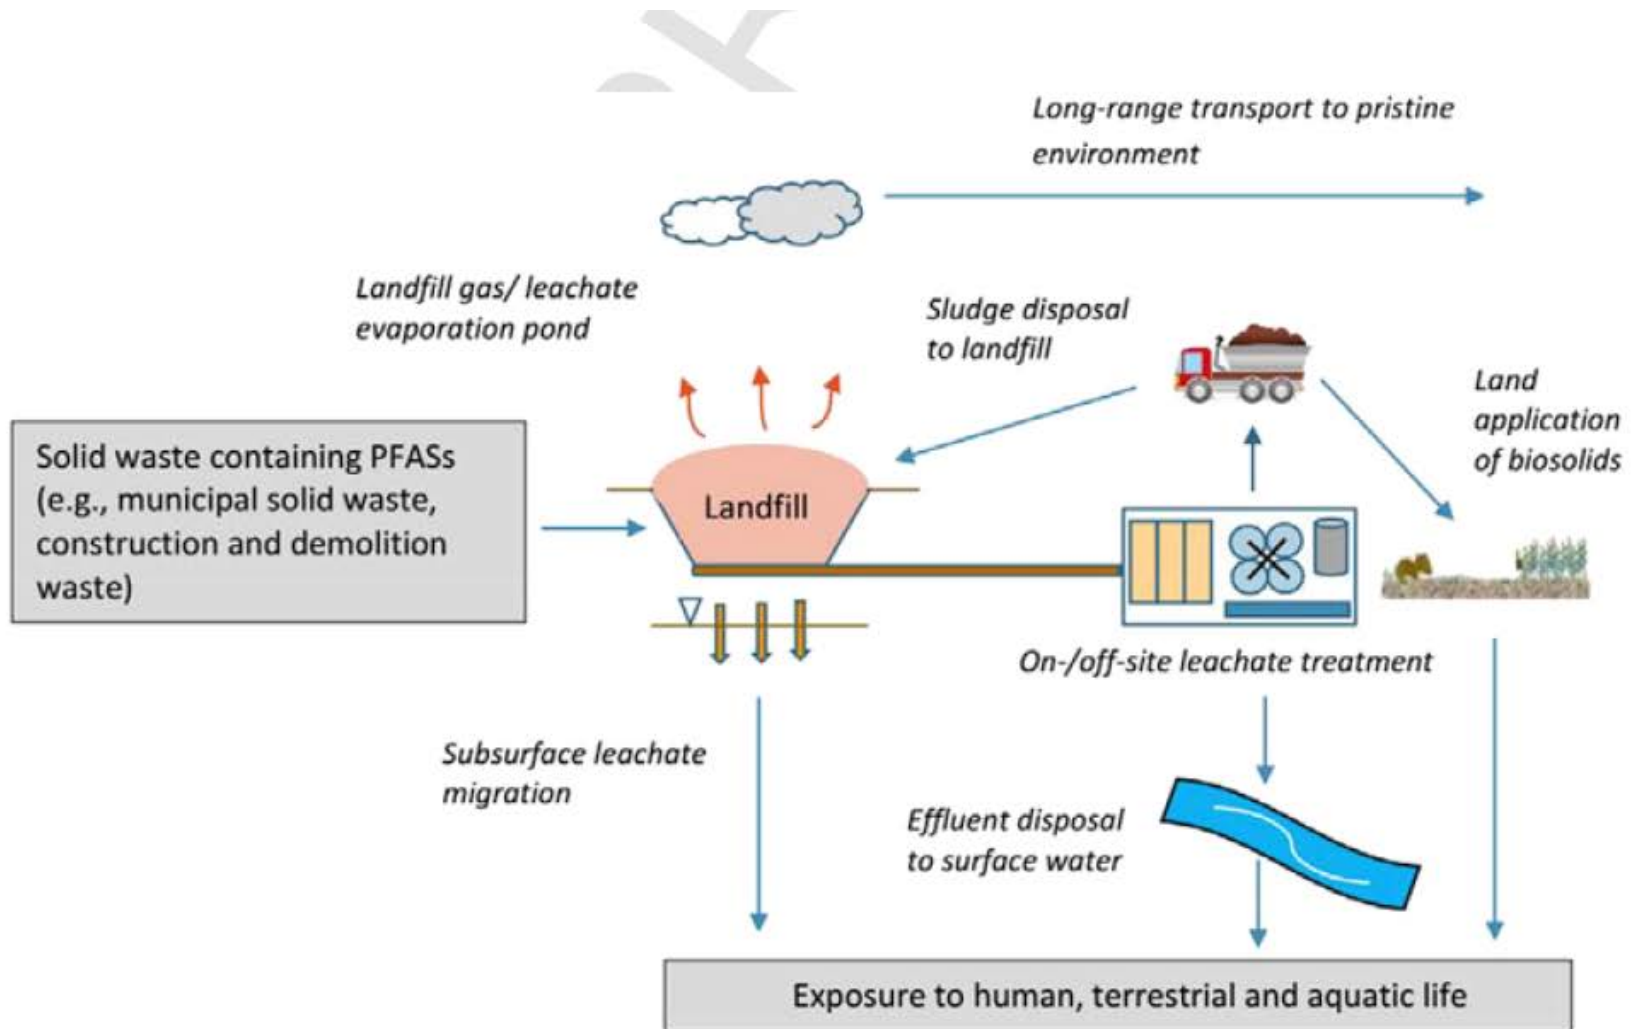 Long-range transport to pristine
environment
Landfill gas/ leachate
evaporation pond
Sludge disposal
to landfill
Land
application
of biosolids
Solid waste containing PFASs
(e.g., municipal solid waste,
construction and demolition
waste)
Landfill
On-/off-site leachate treatment
Subsurface leachate
migration
Effluent disposal
to surface water
Exposure to human, terrestrial and aquatic life